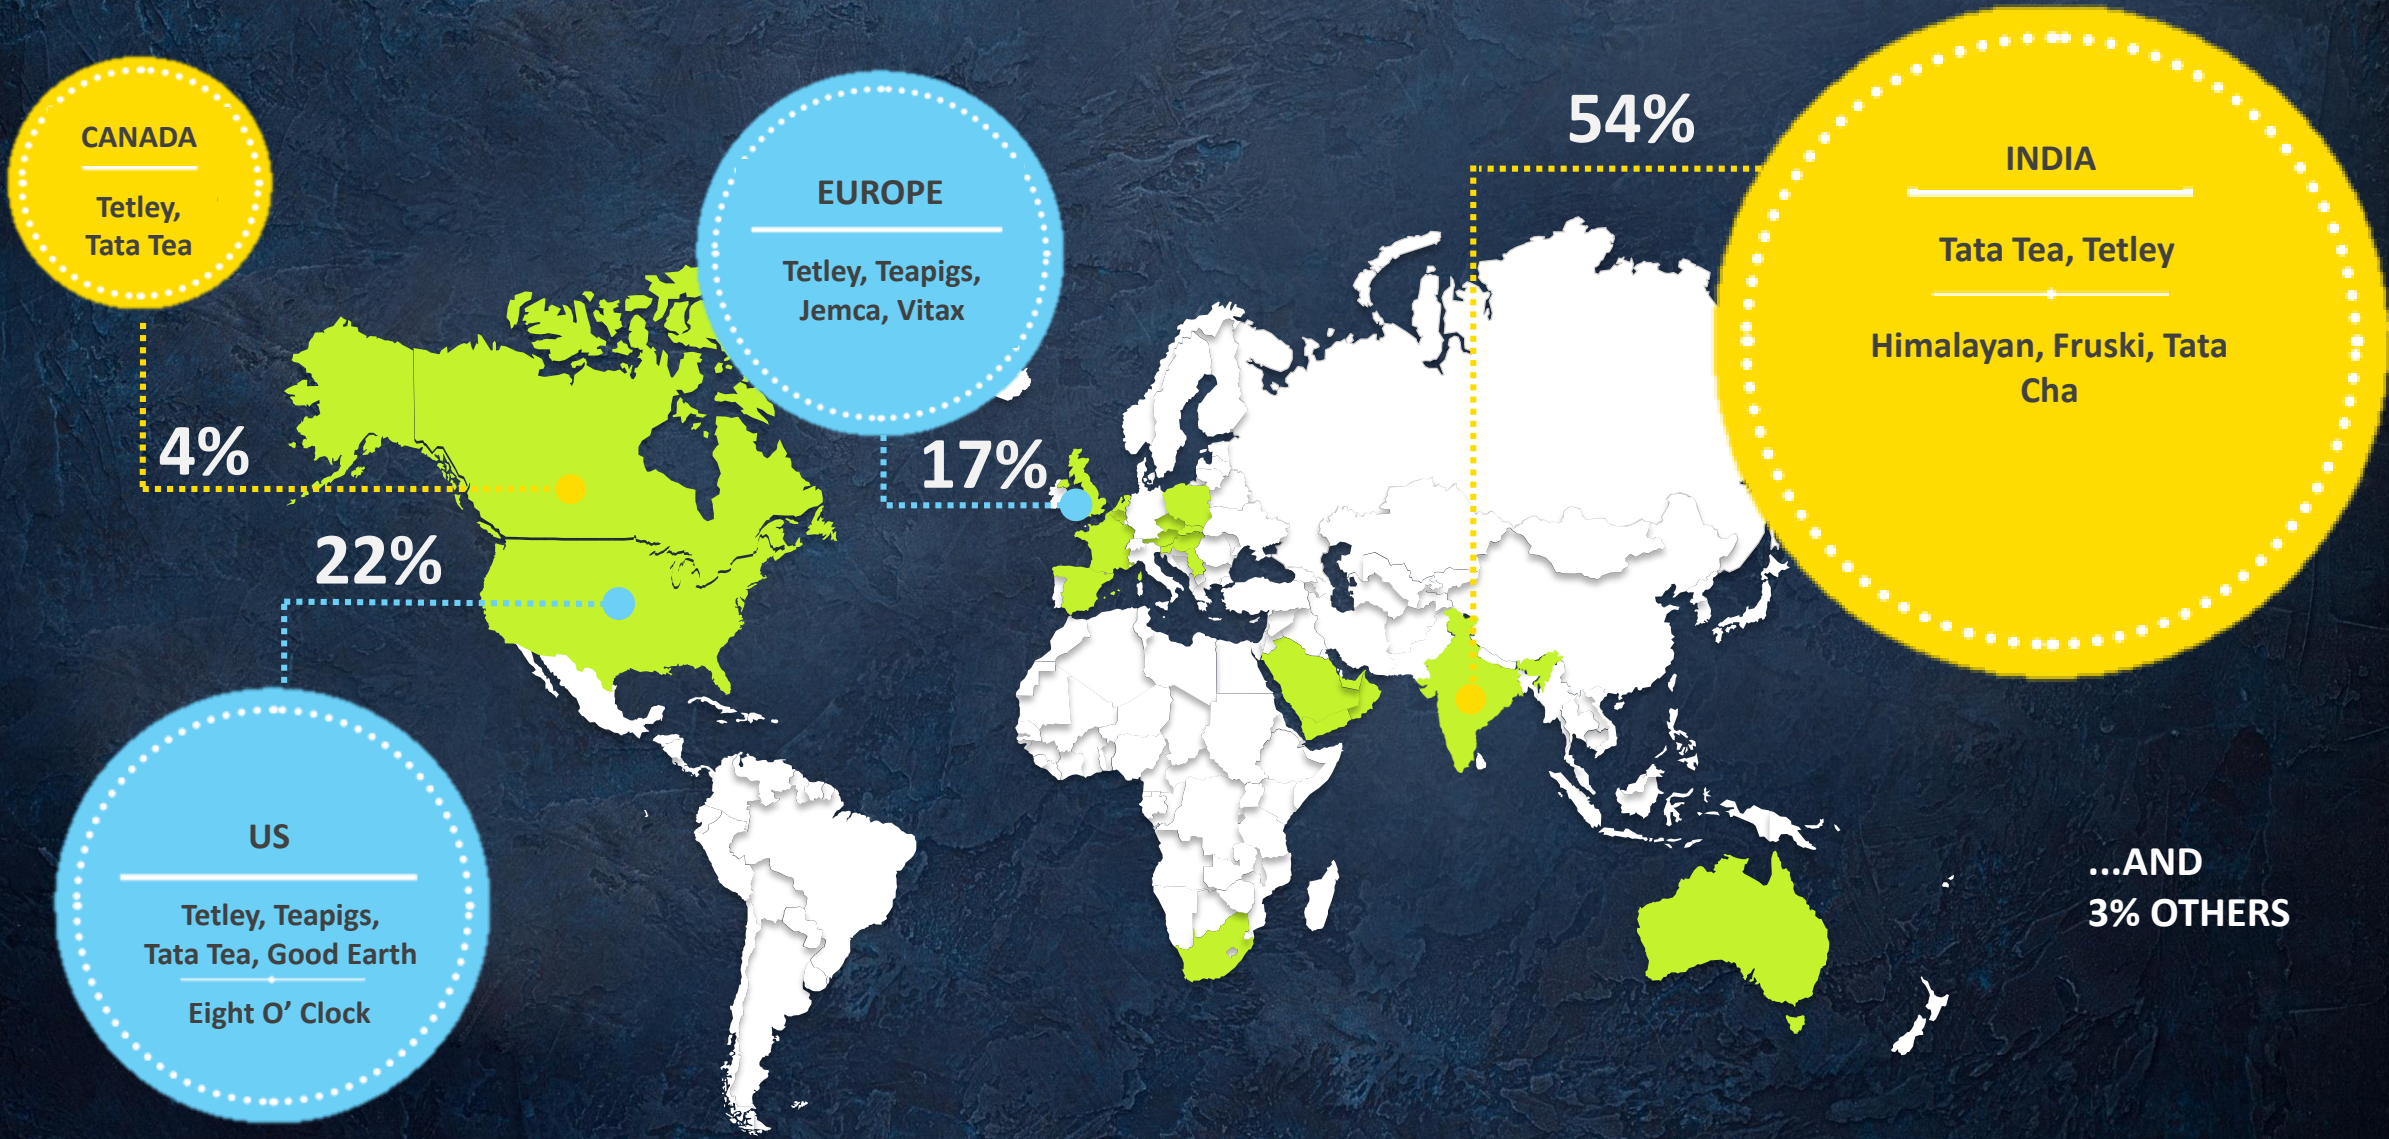 CANADA
Tetley,
Tata Tea
4%
EUROPE
Tetley, Teapigs,
Jemca, Vitax
17%
54%
INDIA
Tata Tea, Tetley
Himalayan, Fruski, Tata
Cha
22%
US
Tetley, Teapigs,
Tata Tea, Good Earth
Eight O’ Clock
...AND
3% OTHERS